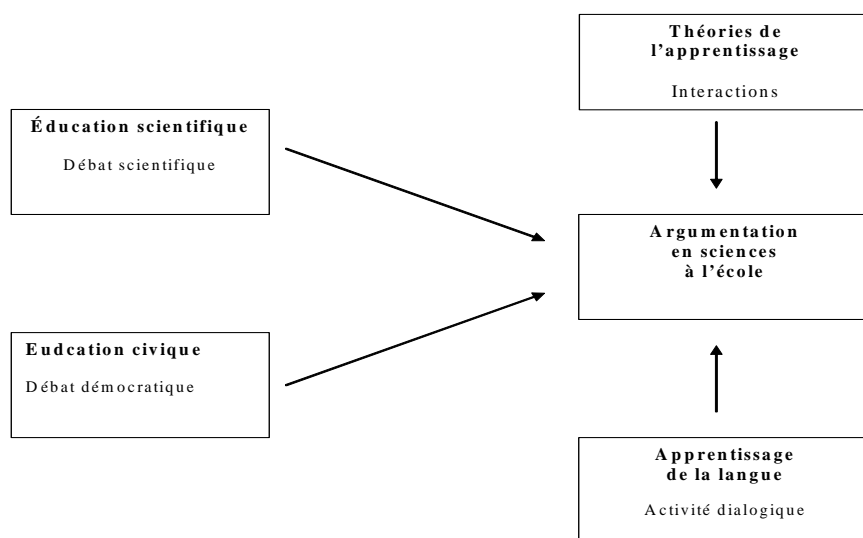 Théories de
l'apprentissage
Interactions
Éducation scientifique
Débat scientifique
Argumentation
en sciences
à l'école
Eudcation civique
Débat démocratique
Apprentissage
de la langue
Activité dialogique